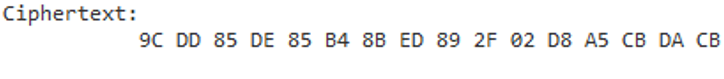 Ciphertext:
9C DD 85 DE 85 B4 8B ED 89 2F 02 D8 A5 CB DA CB